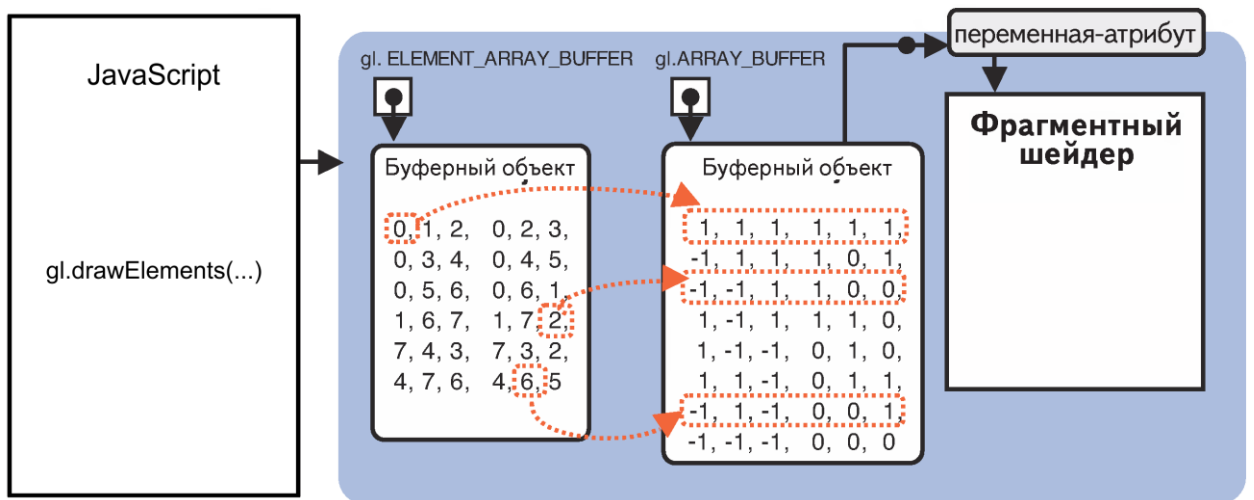 JavaScript
gl.drawElements(...)
gl. ELEMENT_ARRAY_BUFFER
Буферный объект
0, 1, 2, 0, 2, 3,
0, 3, 4, 0, 4, 5,
0, 5, 6, 0, 6, 1,
1, 6, 7, 1, 7, 2,
7, 4, 3, 7, 3, 2,
4, 7, 6, 4, 6, 5
gl.ARRAY_BUFFER
Буферный объект
1, 1, 1, 1, 1, 1,
-1, 1, 1, 1, 0, 1,
-1, -1, 1, 1, 0, 0,
1, -1, 1, 1, 1, 0,
1, -1, -1, 0, 1, 0,
1, 1, -1, 0, 1, 1,
-1, 1, -1, 0, 0, 1,
-1, -1, -1, 0, 0, 0
переменная-атрибут
Фрагментный
шейдер